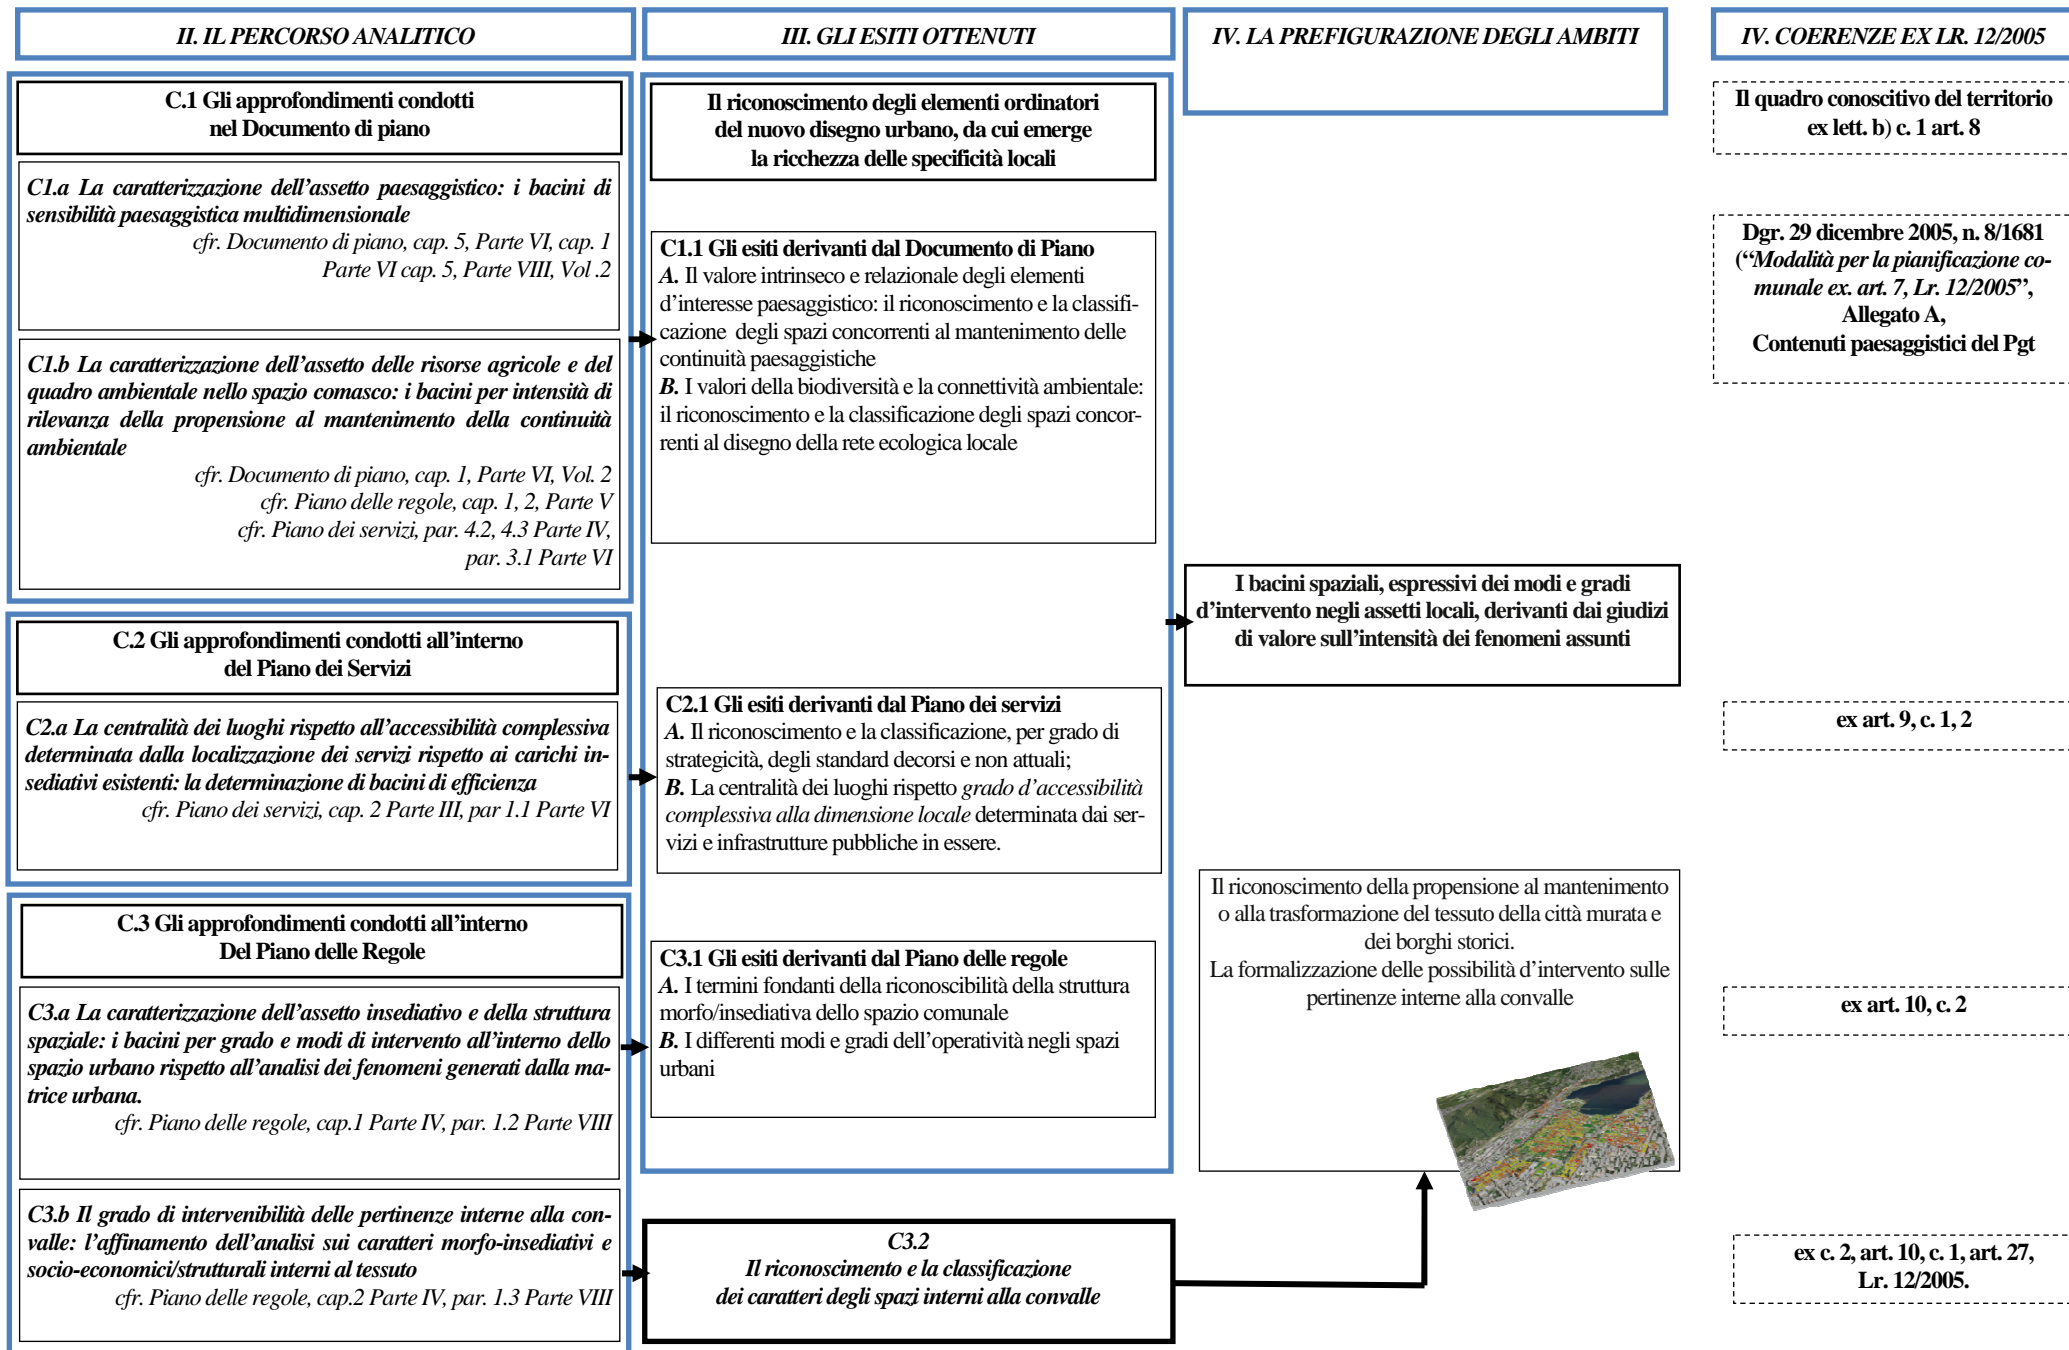 II. IL PERCORSO ANALITICO
III. GLI ESITI OTTENUTI
IV. LA PREFIGURAZIONE DEGLI AMBITI
IV. COERENZE EX LR. 12/2005
C.1 Gli approfondimenti condotti
nel Documento di piano
C1.a La caratterizzazione dell’assetto paesaggistico: i bacini di
sensibilità paesaggistica multidimensionale
cfr. Documento di piano, cap. 5, Parte VI, cap. 1
Parte VI cap. 5, Parte VIII, Vol .2
C1.b La caratterizzazione dell’assetto delle risorse agricole e del
quadro ambientale nello spazio comasco: i bacini per intensità di
rilevanza della propensione al mantenimento della continuità
ambientale
cfr. Documento di piano, cap. 1, Parte VI, Vol. 2
cfr. Piano delle regole, cap. 1, 2, Parte V
cfr. Piano dei servizi, par. 4.2, 4.3 Parte IV,
par. 3.1 Parte VI
C.2 Gli approfondimenti condotti all’interno
del Piano dei Servizi
C2.a La centralità dei luoghi rispetto all’accessibilità complessiva
determinata dalla localizzazione dei servizi rispetto ai carichi in-
sediativi esistenti: la determinazione di bacini di efficienza
cfr. Piano dei servizi, cap. 2 Parte III, par 1.1 Parte VI
C.3 Gli approfondimenti condotti all’interno
Del Piano delle Regole
C3.a La caratterizzazione dell’assetto insediativo e della struttura
spaziale: i bacini per grado e modi di intervento all’interno dello
spazio urbano rispetto all’analisi dei fenomeni generati dalla ma-
trice urbana.
cfr. Piano delle regole, cap.1 Parte IV, par. 1.2 Parte VIII
C3.b Il grado di intervenibilità delle pertinenze interne alla con-
valle: l’affinamento dell’analisi sui caratteri morfo-insediativi e
socio-economici/strutturali interni al tessuto
cfr. Piano delle regole, cap.2 Parte IV, par. 1.3 Parte VIII
Il riconoscimento degli elementi ordinatori
del nuovo disegno urbano, da cui emerge
la ricchezza delle specificità locali
C1.1 Gli esiti derivanti dal Documento di Piano
A. Il valore intrinseco e relazionale degli elementi
d’interesse paesaggistico: il riconoscimento e la classifi-
cazione degli spazi concorrenti al mantenimento delle
continuità paesaggistiche
B. I valori della biodiversità e la connettività ambientale:
il riconoscimento e la classificazione degli spazi concor-
renti al disegno della rete ecologica locale
C2.1 Gli esiti derivanti dal Piano dei servizi
A. Il riconoscimento e la classificazione, per grado di
strategicità, degli standard decorsi e non attuali;
B. La centralità dei luoghi rispetto grado d’accessibilità
complessiva alla dimensione locale determinata dai ser-
vizi e infrastrutture pubbliche in essere.
C3.1 Gli esiti derivanti dal Piano delle regole
A. I termini fondanti della riconoscibilità della struttura
morfo/insediativa dello spazio comunale
B. I differenti modi e gradi dell’operatività negli spazi
urbani
C3.2
Il riconoscimento e la classificazione
dei caratteri degli spazi interni alla convalle
I bacini spaziali, espressivi dei modi e gradi
d’intervento negli assetti locali, derivanti dai giudizi
di valore sull’intensità dei fenomeni assunti
Il riconoscimento della propensione al mantenimento
o alla trasformazione del tessuto della città murata e
dei borghi storici.
La formalizzazione delle possibilità d’intervento sulle
pertinenze interne alla convalle
Il quadro conoscitivo del territorio
ex lett. b) c. 1 art. 8
Dgr. 29 dicembre 2005, n. 8/1681
(“Modalità per la pianificazione co-
munale ex. art. 7, Lr. 12/2005”,
Allegato A,
Contenuti paesaggistici del Pgt
ex art. 9, c. 1, 2
ex art. 10, c. 2
ex c. 2, art. 10, c. 1, art. 27,
Lr. 12/2005.